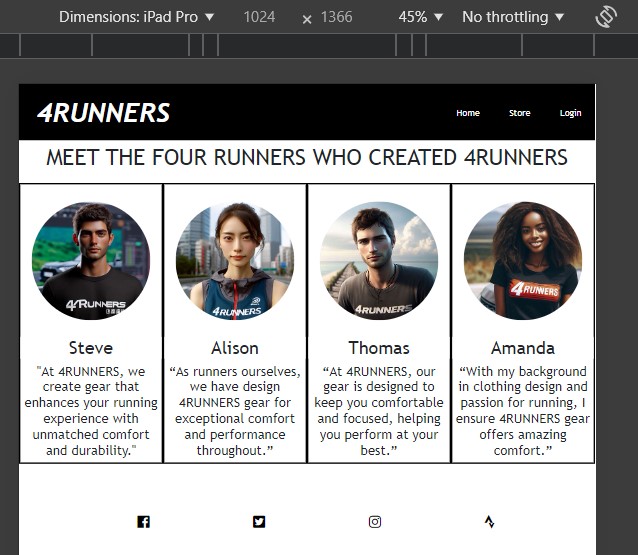 Dimensions: iPad Pro ▼ 1024 × 1366 45% ▼ No throttling ▼
4RUNNERS Home Store Login
MEET THE FOUR RUNNERS WHO CREATED 4RUNNERS
4RUNNERS
4RUNNERS
4RUNNERS
4RUNNERS
Steve
"At 4RUNNERS, we
create gear that
enhances your running
experience with
unmatched comfort
and durability."
Alison
“As runners ourselves,
we have design
4RUNNERS gear for
exceptional comfort
and performance
throughout.”
Thomas
“At 4RUNNERS, our
gear is designed to
keep you comfortable
and focused, helping
you perform at your
best.”
Amanda
“With my background
in clothing design and
passion for running, I
ensure 4RUNNERS gear
offers amazing
comfort.”